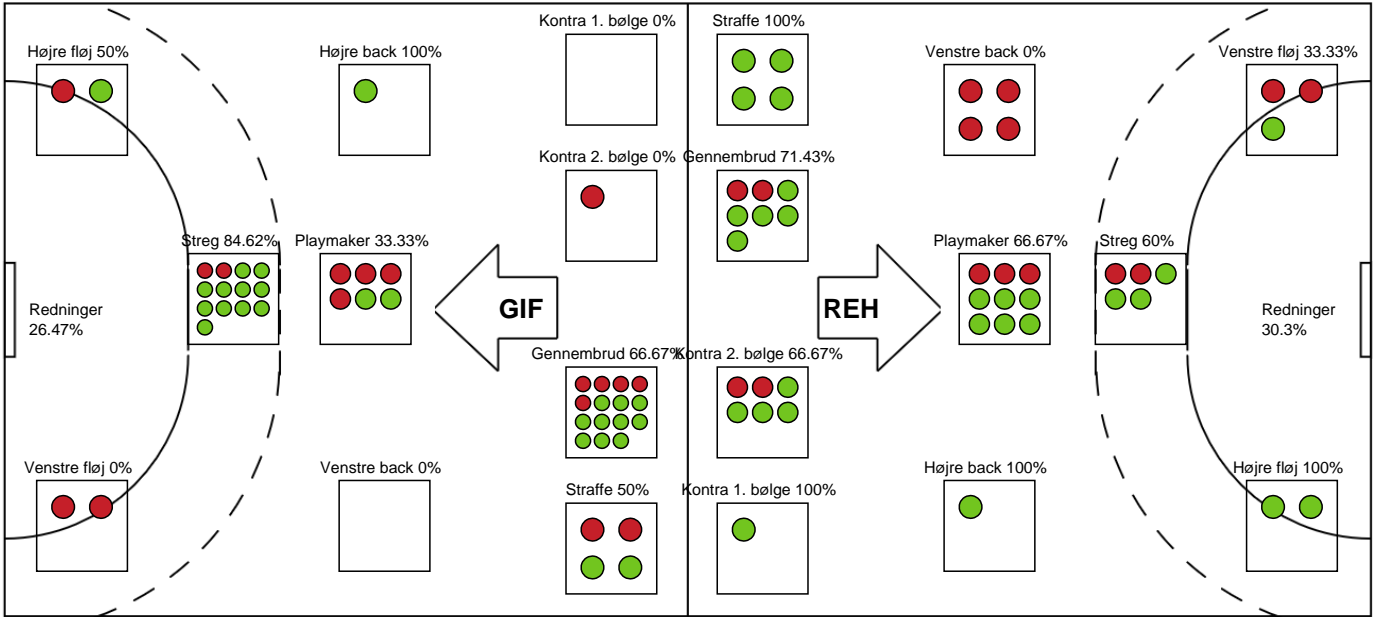 Kontra 1. bølge 0%
Straffe 100%
Højre fløj 50%
Højre back 100%
Venstre back 0%
Venstre fløj 33.33%
Kontra 2. bølge 0%
Gennembrud 71.43%
Streg 84.62%
Playmaker 33.33%
Playmaker 66.67%
Streg 60%
Redninger
26.47%
GIF
REH
Redninger
30.3%
Gennembrud 66.67%
Kontra 2. bølge 66.67%
Venstre fløj 0%
Venstre back 0%
Højre back 100%
Højre fløj 100%
Straffe 50%
Kontra 1. bølge 100%